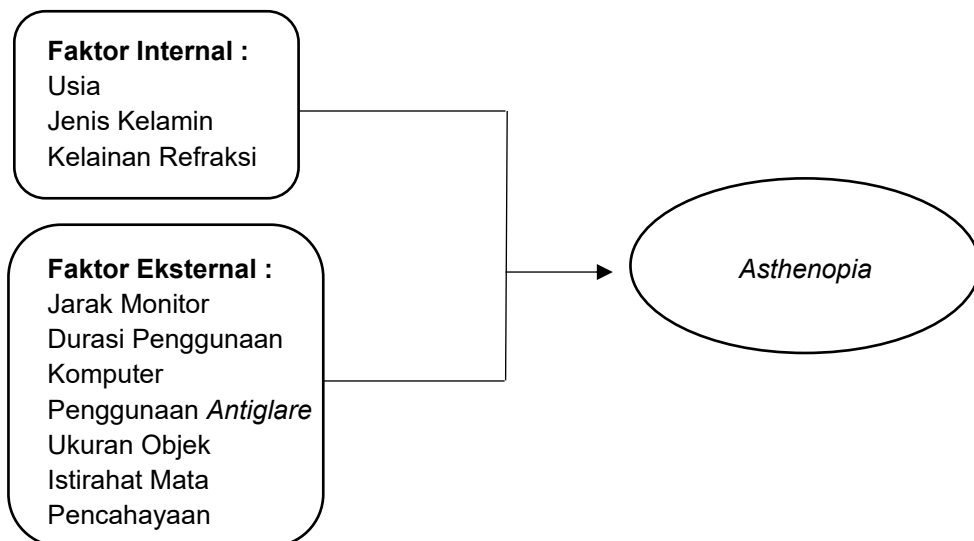 Faktor Internal :
Usia
Jenis Kelamin
Kelainan Refraksi
Faktor Eksternal :
Jarak Monitor
Durasi Penggunaan
Komputer
Penggunaan Antiglare
Ukuran Objek
Istirahat Mata
Pencahayaan
Asthenopia